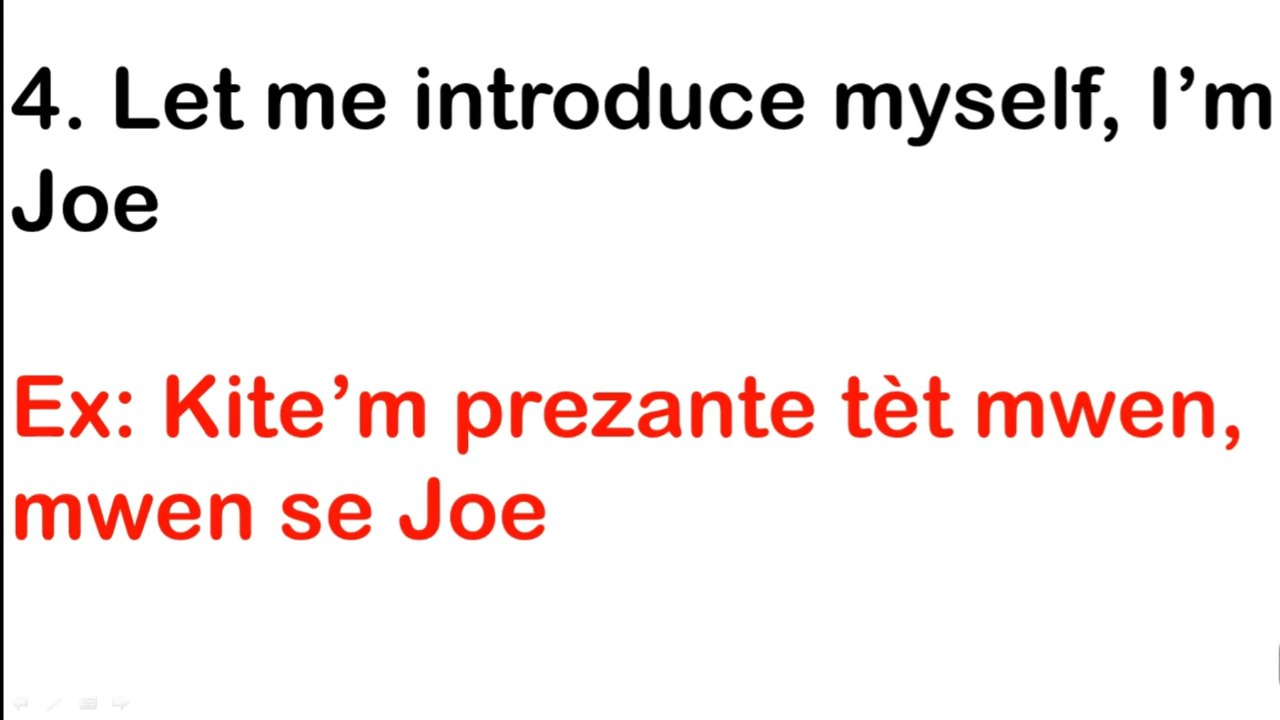 4. Let me introduce myself, I’m
Joe
Ex: Kite’m prezante tèt mwen,
mwen se Joe